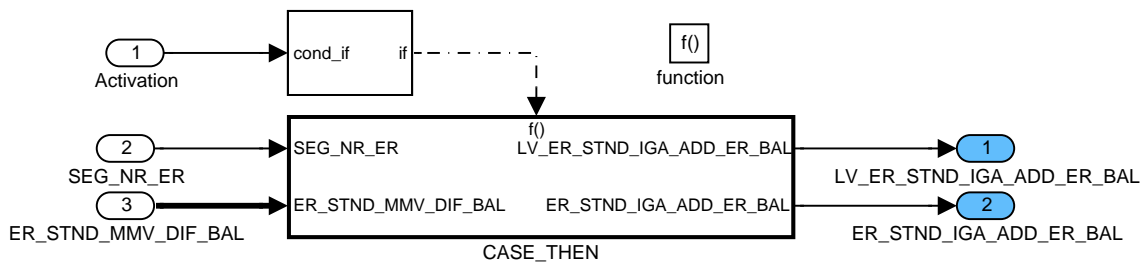 1
Activation
cond_if
if
f()
function
2
SEG_NR_ER
3
ER_STND_MMV_DIF_BAL
f()
SEG_NR_ER
LV_ER_STND_IGA_ADD_ER_BAL
ER_STND_MMV_DIF_BAL
ER_STND_IGA_ADD_ER_BAL
CASE_THEN
1
LV_ER_STND_IGA_ADD_ER_BAL
2
ER_STND_IGA_ADD_ER_BAL